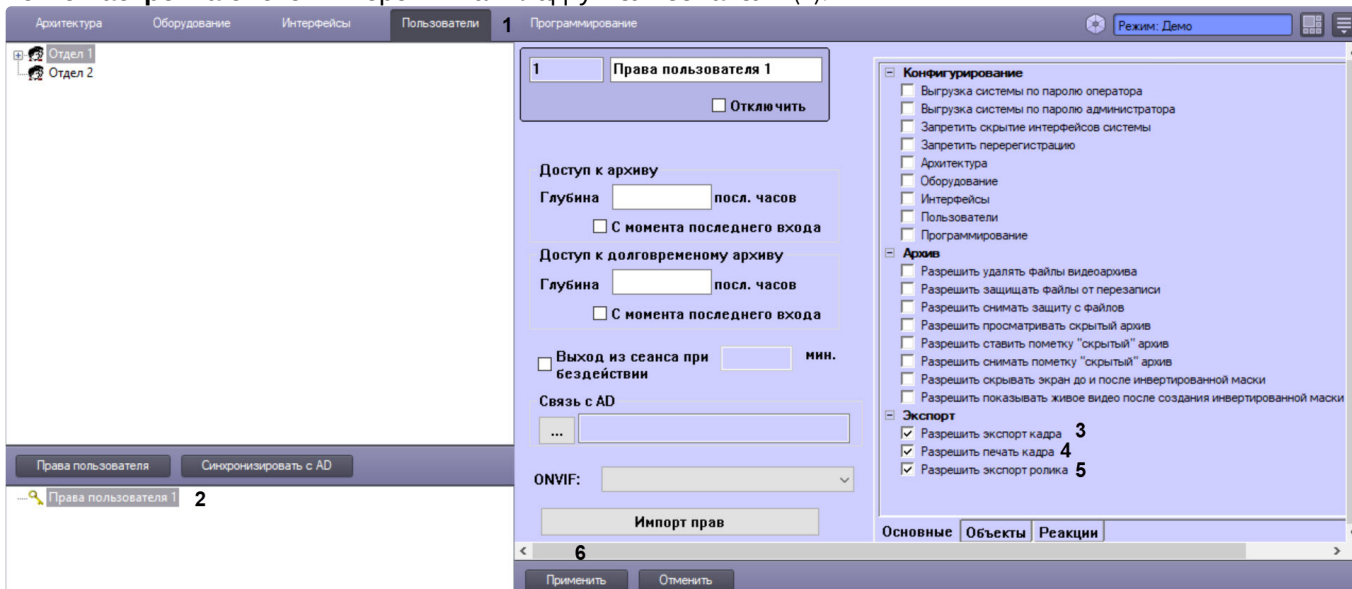 Архитектура Оборудование Интерфейсы Пользователи 1 Программирование Режим: Демо
Отдел 1
Отдел 2
1 Права пользователя 1
Отключить
Доступ к архиву
Глубина посл. часов
С момента последнего входа
Доступ к долговременому архиву
Глубина посл. часов
С момента последнего входа
Выход из сеанса при бездействии мин.
Связь с AD
...
ONVIF:
Импорт прав
Конфигурирование
Выгрузка системы по паролю оператора
Выгрузка системы по паролю администратора
Запретить скрытие интерфейсов системы
Запретить перерегистрацию
Архитектура
Оборудование
Интерфейсы
Пользователи
Программирование
Архив
Разрешить удалять файлы видеоархива
Разрешить защищать файлы от перезаписи
Разрешить снимать защиту с файлов
Разрешить просматривать скрытый архив
Разрешить ставить пометку "скрытый" архив
Разрешить снимать пометку "скрытый" архив
Разрешить скрывать экран до и после инвертированной маски
Разрешить показывать живое видео после создания инвертированной маски
Экспорт
Разрешить экспорт кадра 3
Разрешить печать кадра 4
Разрешить экспорт ролика 5
Основные Объекты Реакции
Права пользователя Синхронизировать с AD
Права пользователя 1 2
6
Применить Отменить